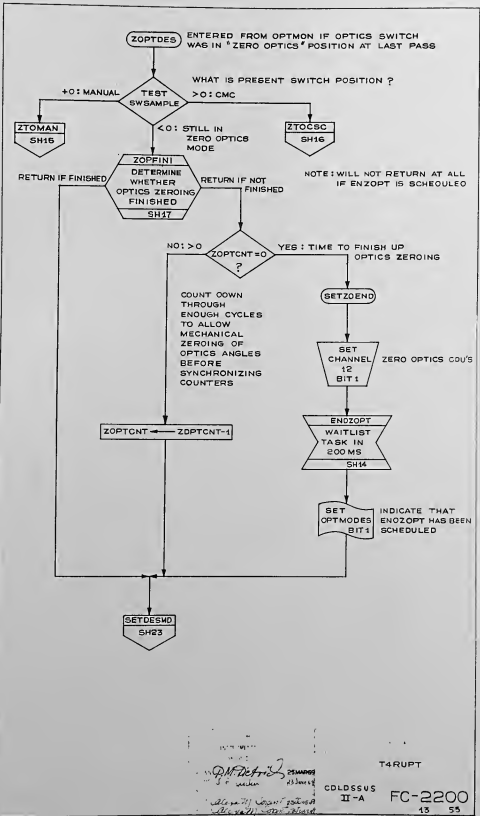 ZOPTDES
ENTERED FROM OPTMON IF OPTICS SWITCH
WAS IN "ZERO OPTICS" POSITION AT LAST PASS
WHAT IS PRESENT SWITCH POSITION ?
+0: MANUAL
TEST
SWSAMPLE
>0: CMC
ZTOMAN
SH15
ZTOCSC
SH16
<0: STILL IN
ZERO OPTICS
MODE
ZOPFINI
DETERMINE
WHETHER
OPTICS ZEROING
FINISHED
SH17
RETURN IF FINISHED
RETURN IF NOT
FINISHED
NOTE: WILL NOT RETURN AT ALL
IF ENZOPT IS SCHEDULED
NO: >0
ZOPTCNT=0
?
YES: TIME TO FINISH UP
OPTICS ZEROING
COUNT DOWN
THROUGH
ENOUGH CYCLES
TO ALLOW
MECHANICAL
ZEROING OF
OPTICS ANGLES
BEFORE
SYNCHRONIZING
COUNTERS
SETZOEND
SET
CHANNEL
12
BIT1
ZERO OPTICS CDU'S
ZOPTCNT ← ZOPTCNT-1
ENDZOPT
WAITLIST
TASK IN
200 MS
SH14
SET
OPTMODES
BIT1
INDICATE THAT
ENDZOPT HAS BEEN
SCHEDULED
SETDESMD
SH23
T4RUPT
COLOSSUS
II-A
FC-2200
13 55